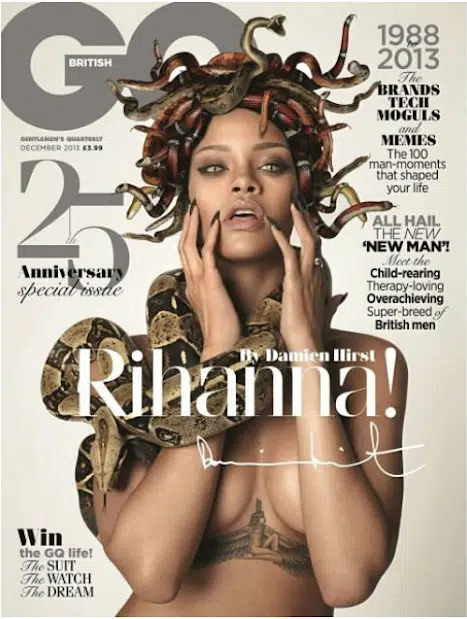 GQ
BRITISH
GENTLEMEN'S QUARTERLY
DECEMBER 2013 £3.99
25th
Anniversary
special issue
1988
2013
The
BRANDS
TECH
MOGULS
and
MEMES
The 100
man-moments
that shaped
your life
ALL HAIL
THE NEW
'NEW MAN'!
Meet the
Child-rearing
Therapy-loving
Overachieving
Super-breed of
British men
By Damien Hirst
Rihanna!
Win
the GQ life!
The SUIT
The WATCH
The DREAM